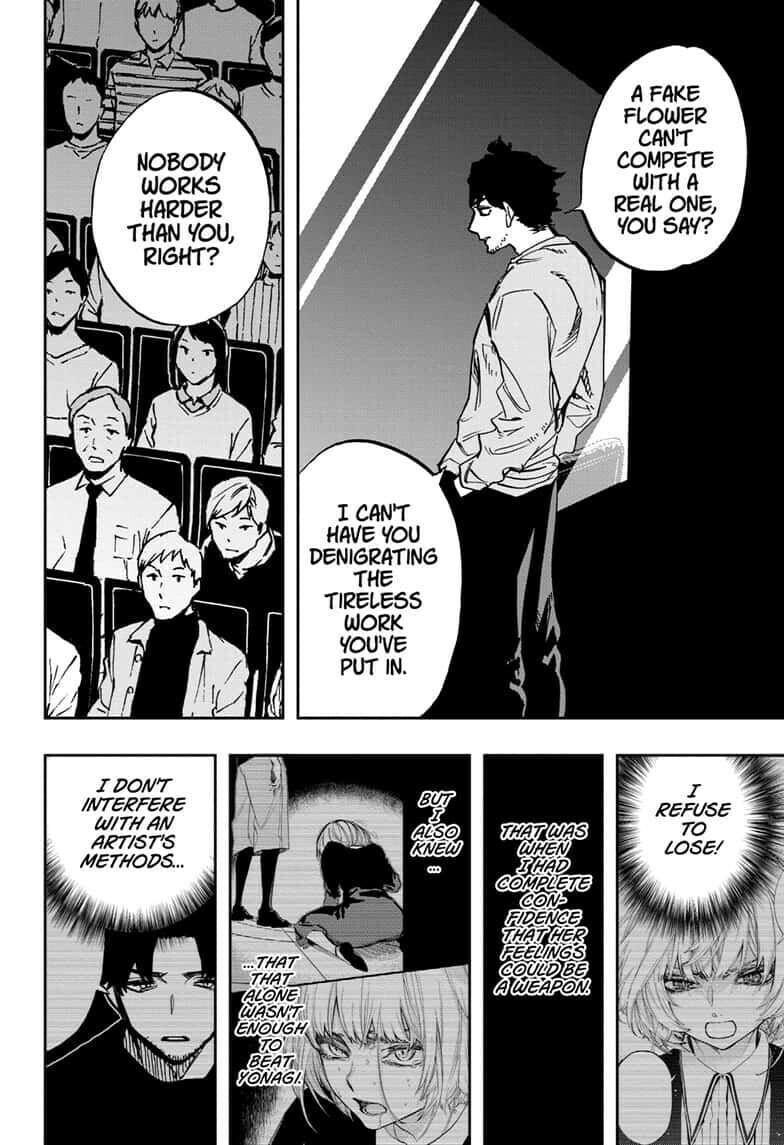 A FAKE
FLOWER
CAN'T
COMPETE
WITH A
REAL ONE,
YOU SAY?
I CAN'T
HAVE YOU
DENIGRATING
THE
TIRELESS
WORK
YOU'VE
PUT IN.
NOBODY
WORKS
HARDER
THAN YOU,
RIGHT?
I
REFUSE
TO
LOSE!
THAT WAS
WHEN
I HAD
COMPLETE
CON-
FIDENCE
THAT HER
FEELINGS
COULD BE
A WEAPON.
BUT
I
ALSO
KNEW
...
...THAT
THAT
ALONE
WASN'T
ENOUGH
TO
BEAT
YONAGI.
I DON'T
INTERFERE
WITH AN
ARTIST'S
METHODS...